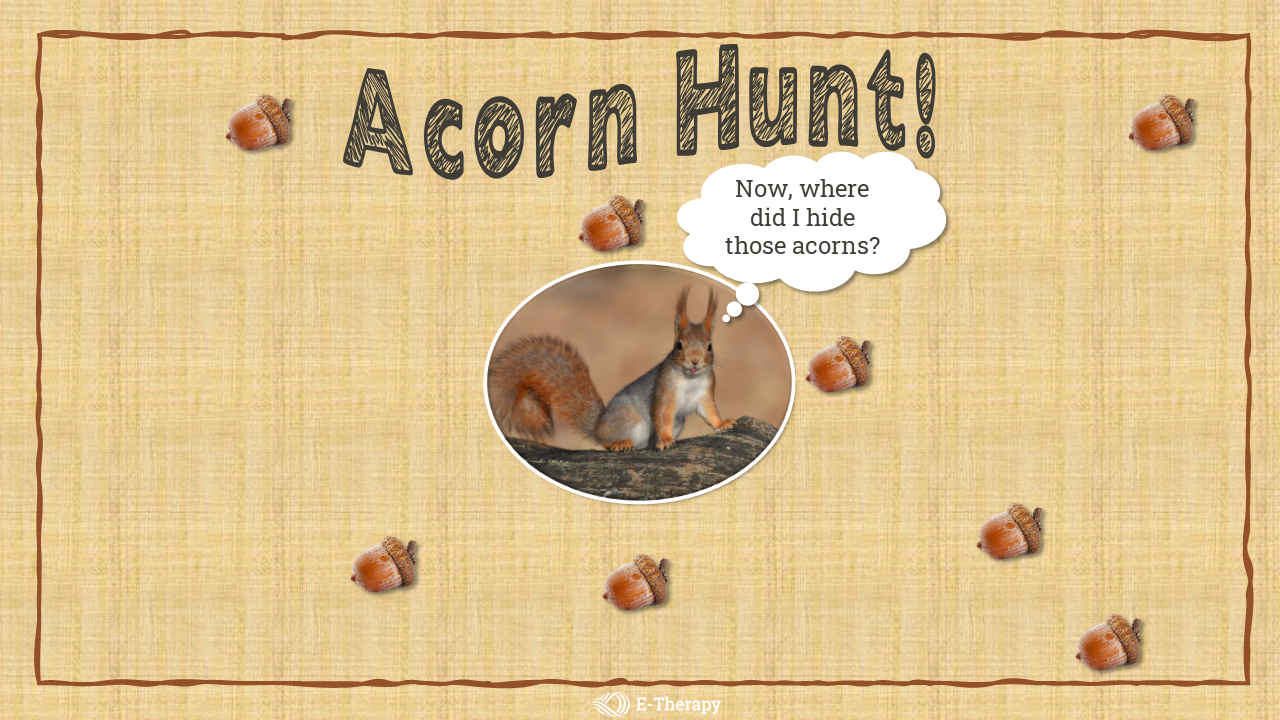 Acorn Hunt!
Now, where
did I hide
those acorns?
E-Therapy